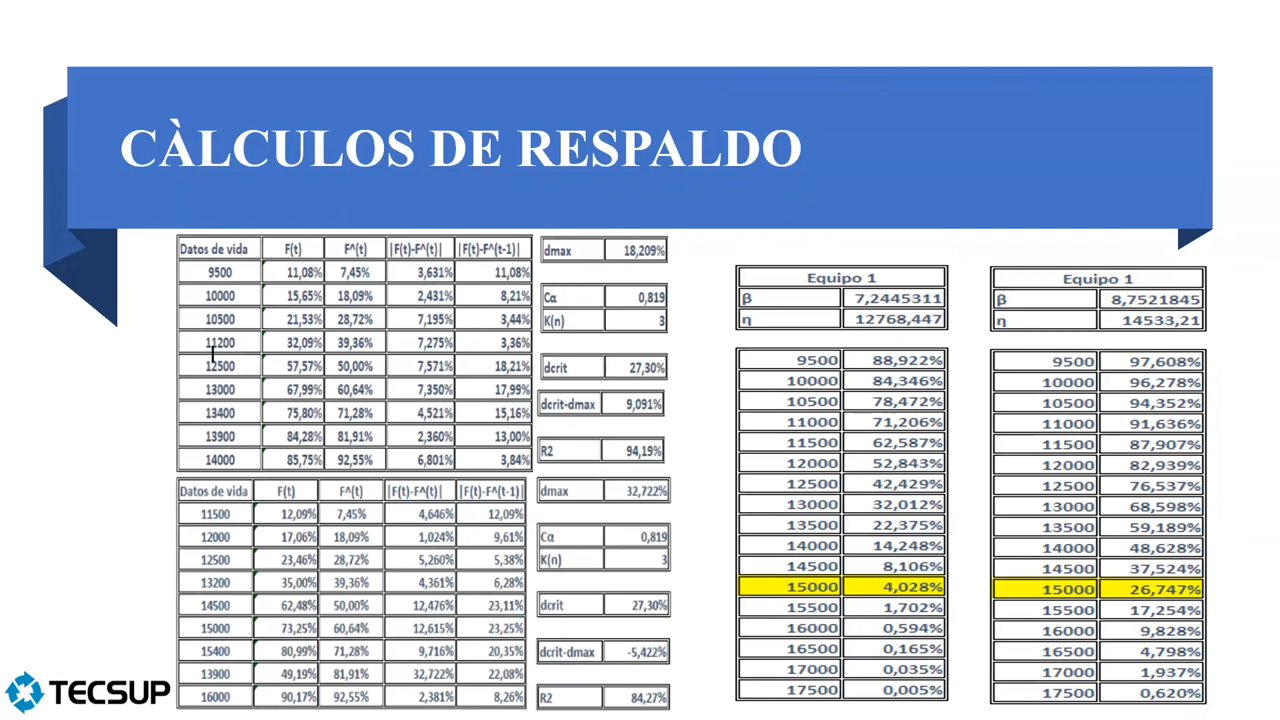 CÀLCULOS DE RESPALDO
Datos de vida F(t) F^(t) |F(t)-F^(t)| |F(t)-F^(t-1)|
9500 11,08% 7,45% 3,631% 11,08%
10000 15,65% 18,09% 2,431% 8,21%
10500 21,53% 28,72% 7,195% 3,44%
11200 32,09% 39,36% 7,275% 3,36%
12500 57,57% 50,00% 7,571% 18,21%
13000 67,99% 60,64% 7,350% 17,99%
13400 75,80% 71,28% 4,521% 15,16%
13900 84,28% 81,91% 2,360% 13,00%
14000 85,75% 92,55% 6,801% 3,84%
dmax 18,209%
Cα 0,819
K(n) 3
dcrit 27,30%
dcrit-dmax 9,091%
R2 94,19%
Datos de vida F(t) F^(t) |F(t)-F^(t)| |F(t)-F^(t-1)|
11500 12,09% 7,45% 4,646% 12,09%
12000 17,06% 18,09% 1,024% 9,61%
12500 23,46% 28,72% 5,260% 5,38%
13200 35,00% 39,36% 4,361% 6,28%
14500 62,48% 50,00% 12,476% 23,11%
15000 73,25% 60,64% 12,615% 23,25%
15400 80,99% 71,28% 9,716% 20,35%
13900 49,19% 81,91% 32,722% 22,08%
16000 90,17% 92,55% 2,381% 8,26%
dmax 32,722%
Cα 0,819
K(n) 3
dcrit 27,30%
dcrit-dmax -5,422%
R2 84,27%
Equipo 1
β 7,2445311
η 12768,447
9500 88,922%
10000 84,346%
10500 78,472%
11000 71,206%
11500 62,587%
12000 52,843%
12500 42,429%
13000 32,012%
13500 22,375%
14000 14,248%
14500 8,106%
15000 4,028%
15500 1,702%
16000 0,594%
16500 0,165%
17000 0,035%
17500 0,005%
Equipo 1
β 8,7521845
η 14533,21
9500 97,608%
10000 96,278%
10500 94,352%
11000 91,636%
11500 87,907%
12000 82,939%
12500 76,537%
13000 68,598%
13500 59,189%
14000 48,628%
14500 37,524%
15000 26,747%
15500 17,254%
16000 9,828%
16500 4,798%
17000 1,937%
17500 0,620%
TECSUP